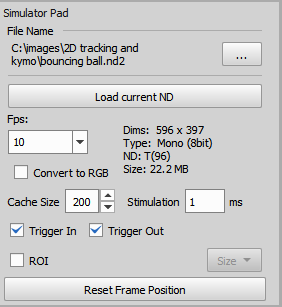 Simulator Pad
File Name
C:\images\2D tracking and
kymo\bouncing ball.nd2
...
Load current ND
Fps:
10
Dims: 596 x 397
Type: Mono (8bit)
ND: T(96)
Size: 22.2 MB
Convert to RGB
Cache Size 200 Stimulation 1 ms
Trigger In Trigger Out
ROI Size
Reset Frame Position